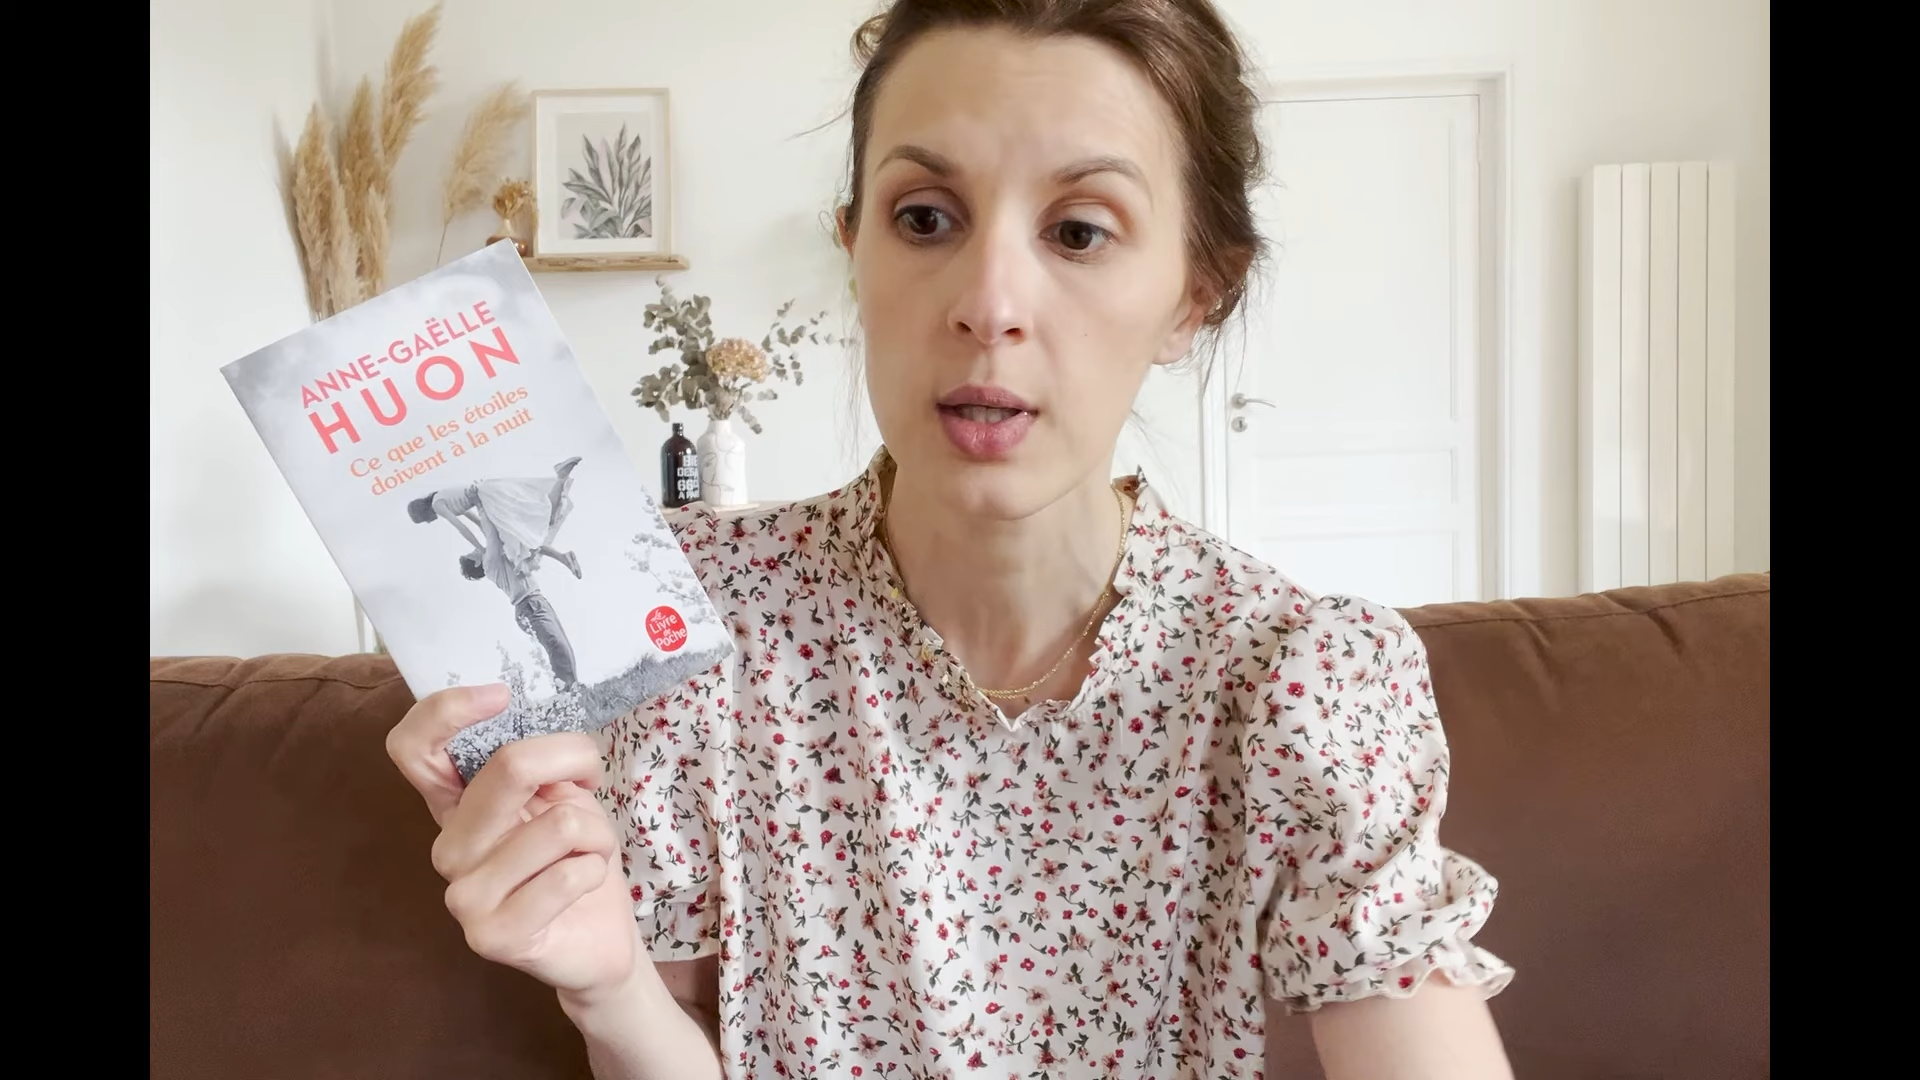 ANNE-GAËLLE
HUON
Ce que les étoiles
doivent à la nuit
Le
Livre
de
Poche